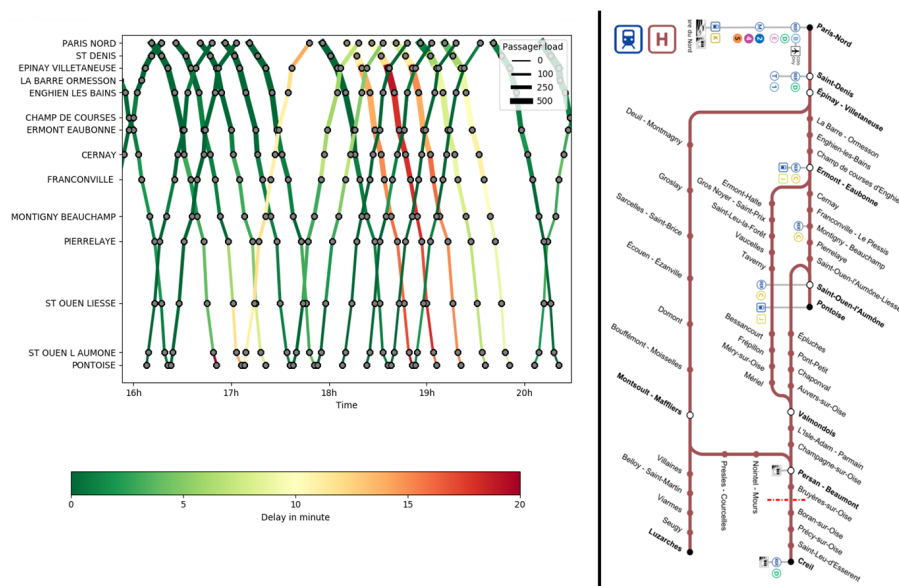 PARIS NORD
ST DENIS
EPINAY VILLETANEUSE
LA BARRE ORMESSON
ENGHIEN LES BAINS
CHAMP DE COURSES
ERMONT EAUBONNE
CERNAY
FRANCONVILLE
MONTIGNY BEAUCHAMP
PIERRELAYE
ST OUEN LIESSE
ST OUEN L AUMONE
PONTOISE
16h 17h 18h 19h 20h
Time
Passager load
0
100
250
500
0 5 10 15 20
Delay in minute
H
Paris-Nord
Saint-Denis
Épinay - Villetaneuse
La Barre - Ormesson
Enghien-les-Bains
Champ de courses d'Enghie
Ermont - Eaubonne
Cernay
Franconville - Le Plessis
Montigny - Beauchamp
Pierrelaye
Saint-Ouen-l'Aumône-Liesse
Saint-Ouen-l'Aumône
Pontoise
Deuil - Montmagny
Groslay
Sarcelles - Saint-Brice
Écouen - Ézanville
Domont
Bouffémont - Moisselles
Montsoult - Maffliers
Villaines
Belloy - Saint-Martin
Viarmes
Seugy
Luzarches
Ermont-Halte
Gros Noyer - Saint-Prix
Saint-Leu-la-Forêt
Vaucelles
Taverny
Bessancourt
Frépillon
Méry-sur-Oise
Mériel
Épluches
Pont-Petit
Chaponval
Auvers-sur-Oise
Valmondois
L'Isle-Adam - Parmain
Champagne-sur-Oise
Presles - Courcelles
Nointel - Mours
Persan - Beaumont
Bruyères-sur-Oise
Boran-sur-Oise
Précy-sur-Oise
Saint-Leu-d'Esserent
Creil